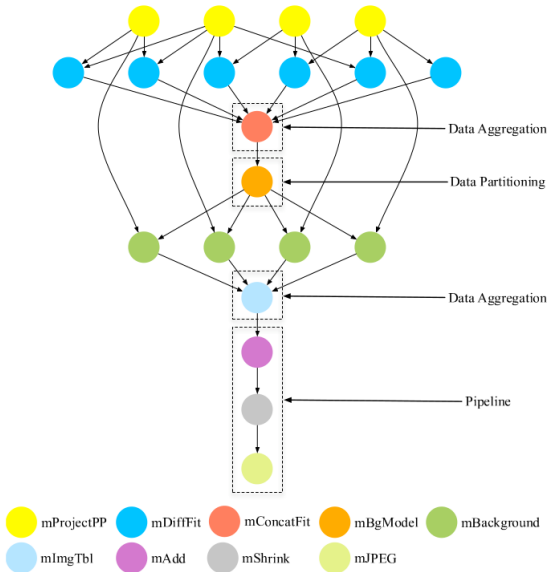 Data Aggregation
Data Partitioning
Data Aggregation
Pipeline
mProjectPP mDiffFit mConcatFit mBgModel mBackground
mImgTbl mAdd mShrink mJPEG